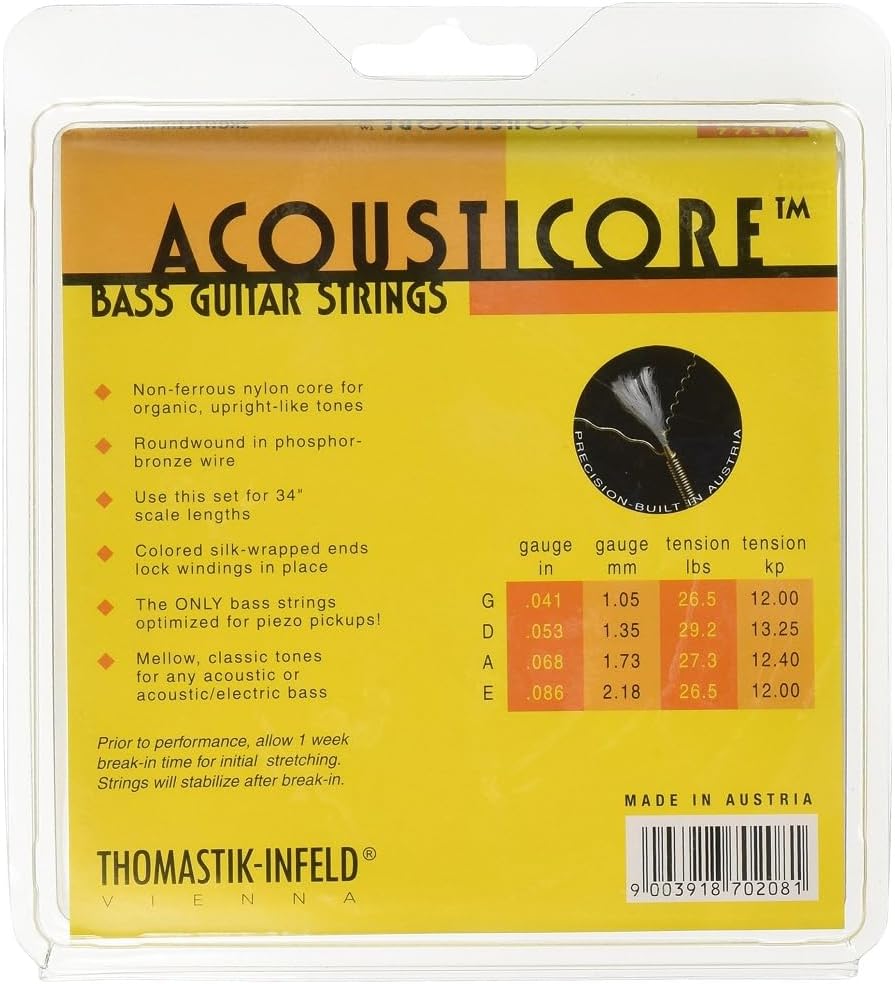 ACOUSTICORE™
BASS GUITAR STRINGS
Non-ferrous nylon core for
organic, upright-like tones
Roundwound in phosphor-
bronze wire
Use this set for 34"
scale lengths
Colored silk-wrapped ends
lock windings in place
The ONLY bass strings
optimized for piezo pickups!
Mellow, classic tones
for any acoustic or
acoustic/electric bass
Prior to performance, allow 1 week
break-in time for initial stretching.
Strings will stabilize after break-in.
THOMASTIK-INFELD®
VIENNA
PRECISION-BUILT IN AUSTRIA
gauge gauge tension tension
in mm lbs kp
G .041 1.05 26.5 12.00
D .053 1.35 29.2 13.25
A .068 1.73 27.3 12.40
E .086 2.18 26.5 12.00
MADE IN AUSTRIA
9 003918 702081